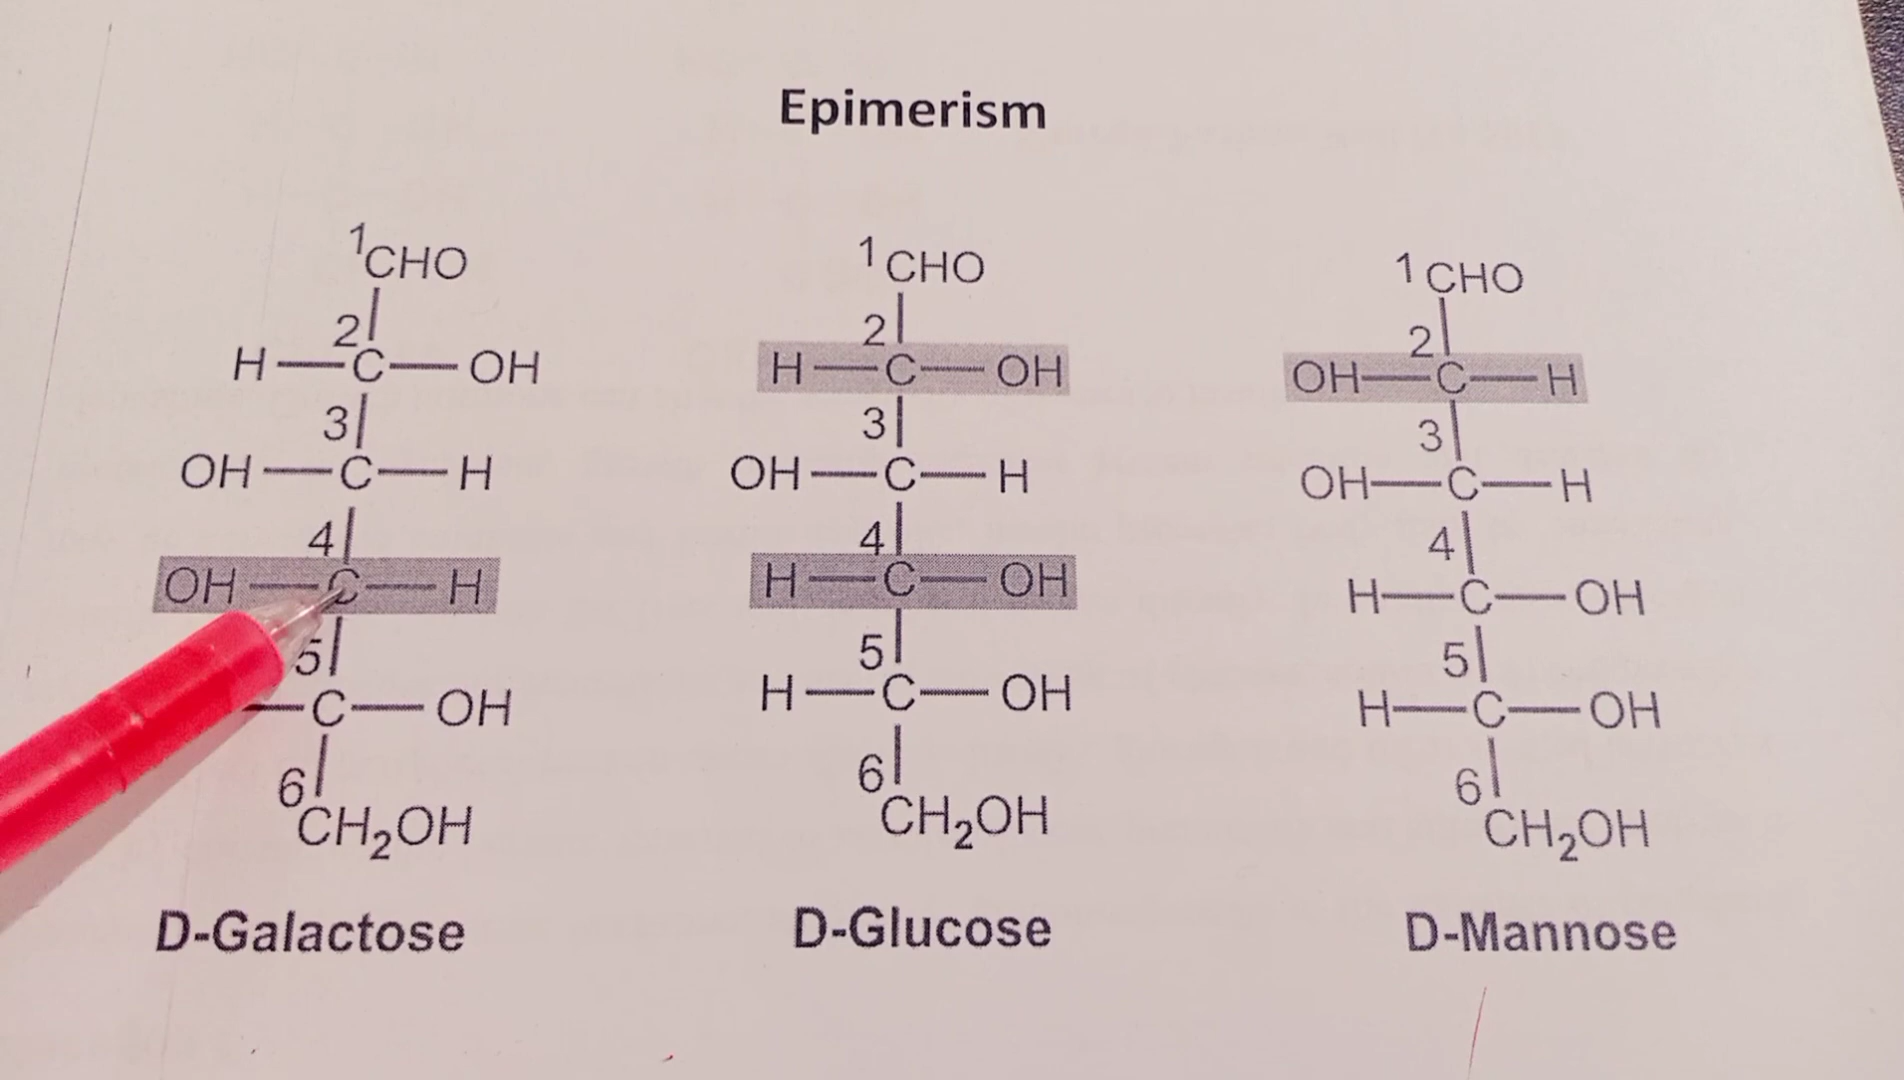 Epimerism
1CHO
2
H—C—OH
3
OH—C—H
4
OH—C—H
5
—C—OH
6
CH₂OH
D-Galactose
1CHO
2
H—C—OH
3
OH—C—H
4
H—C—OH
5
H—C—OH
6
CH₂OH
D-Glucose
1CHO
2
OH—C—H
3
OH—C—H
4
H—C—OH
5
H—C—OH
6
CH₂OH
D-Mannose